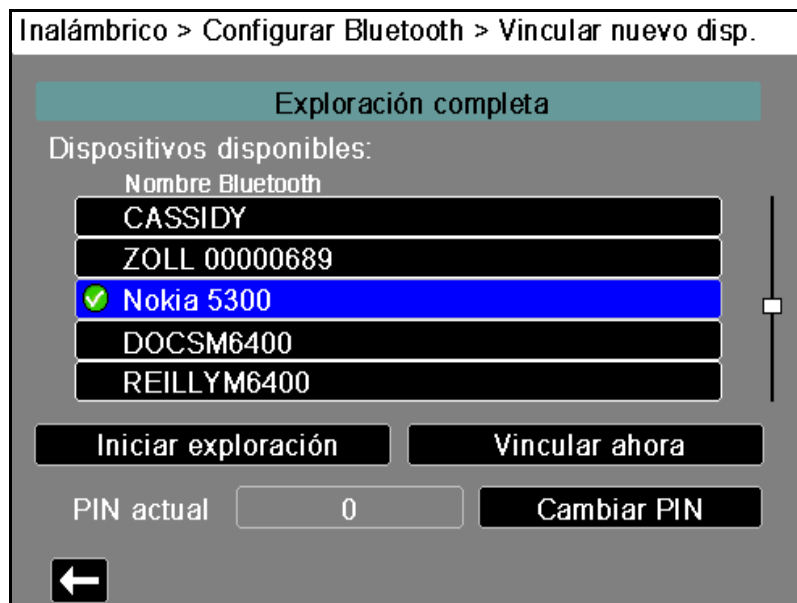 Inalámbrico > Configurar Bluetooth > Vincular nuevo disp.
Exploración completa
Dispositivos disponibles:
Nombre Bluetooth
CASSIDY
ZOLL 00000689
Nokia 5300
DOCSM6400
REILLYM6400
Iniciar exploración Vincular ahora
PIN actual 0 Cambiar PIN